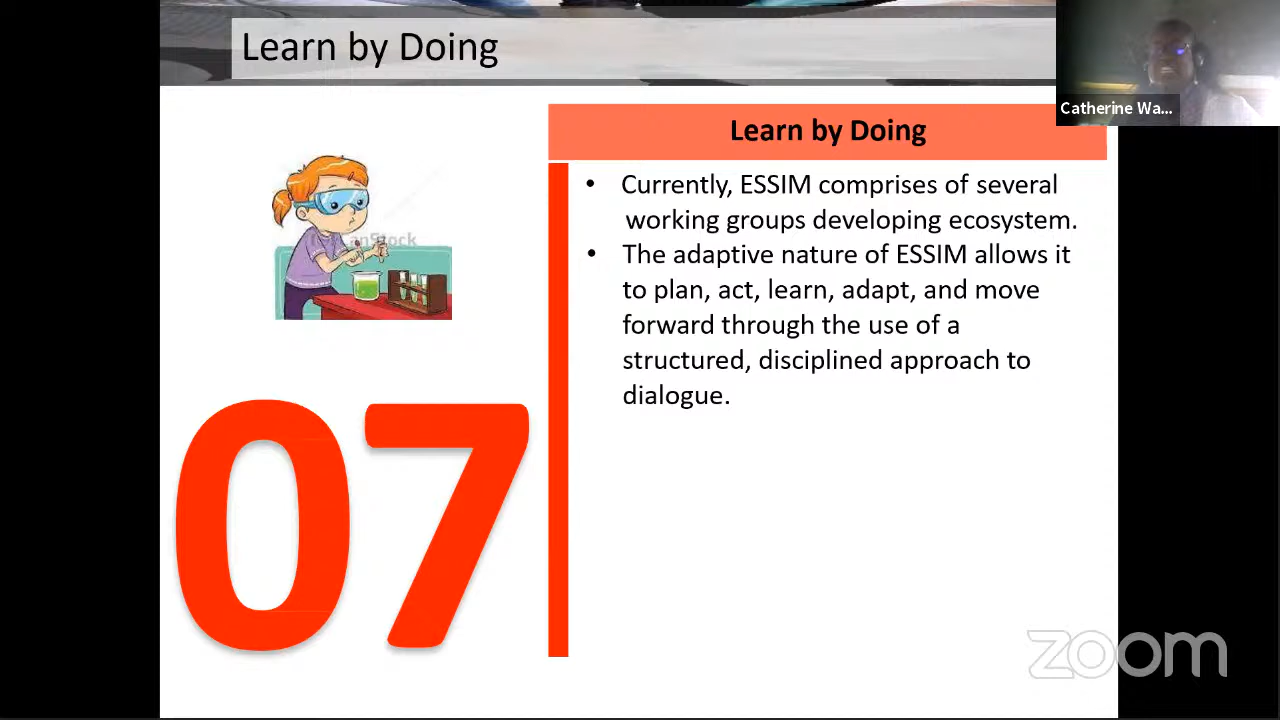 Learn by Doing
Catherine Wa...
Learn by Doing
• Currently, ESSIM comprises of several
working groups developing ecosystem.
• The adaptive nature of ESSIM allows it
to plan, act, learn, adapt, and move
forward through the use of a
structured, disciplined approach to
dialogue.
07
zoom